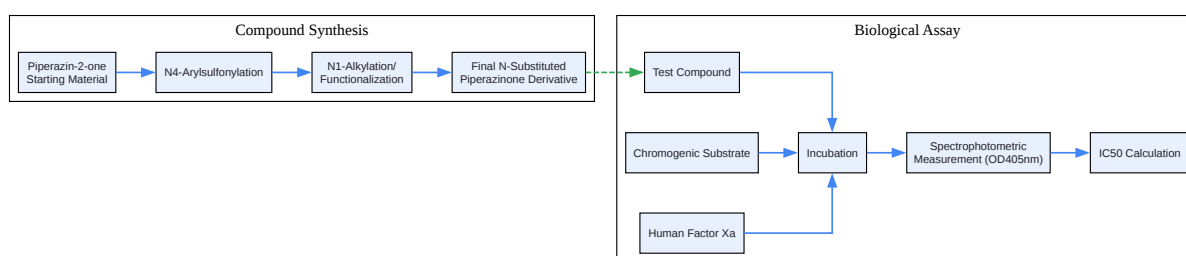 Compound Synthesis
Piperazin-2-one
Starting Material
N4-Arylsulfonylation
N1-Alkylation/
Functionalization
Final N-Substituted
Piperazinone Derivative
Biological Assay
Test Compound
Chromogenic Substrate
Incubation
Spectrophotometric
Measurement (OD405nm)
IC50 Calculation
Human Factor Xa